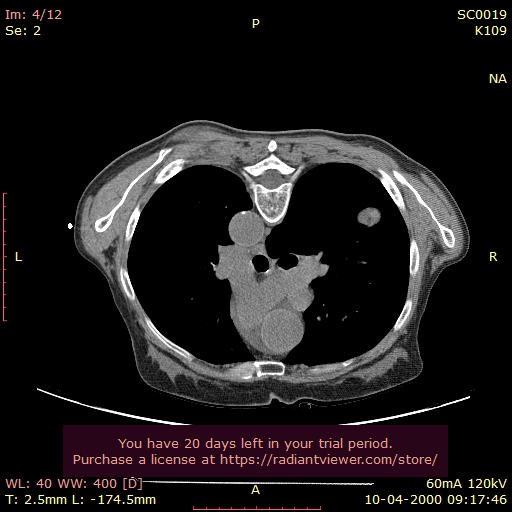 Im: 4/12
Se: 2
P
SC0019
K109
NA
L
R
You have 20 days left in your trial period.
Purchase a license at https://radiantviewer.com/store/
WL: 40 WW: 400 [D]
T: 2.5mm L: -174.5mm
A
60mA 120kV
10-04-2000 09:17:46